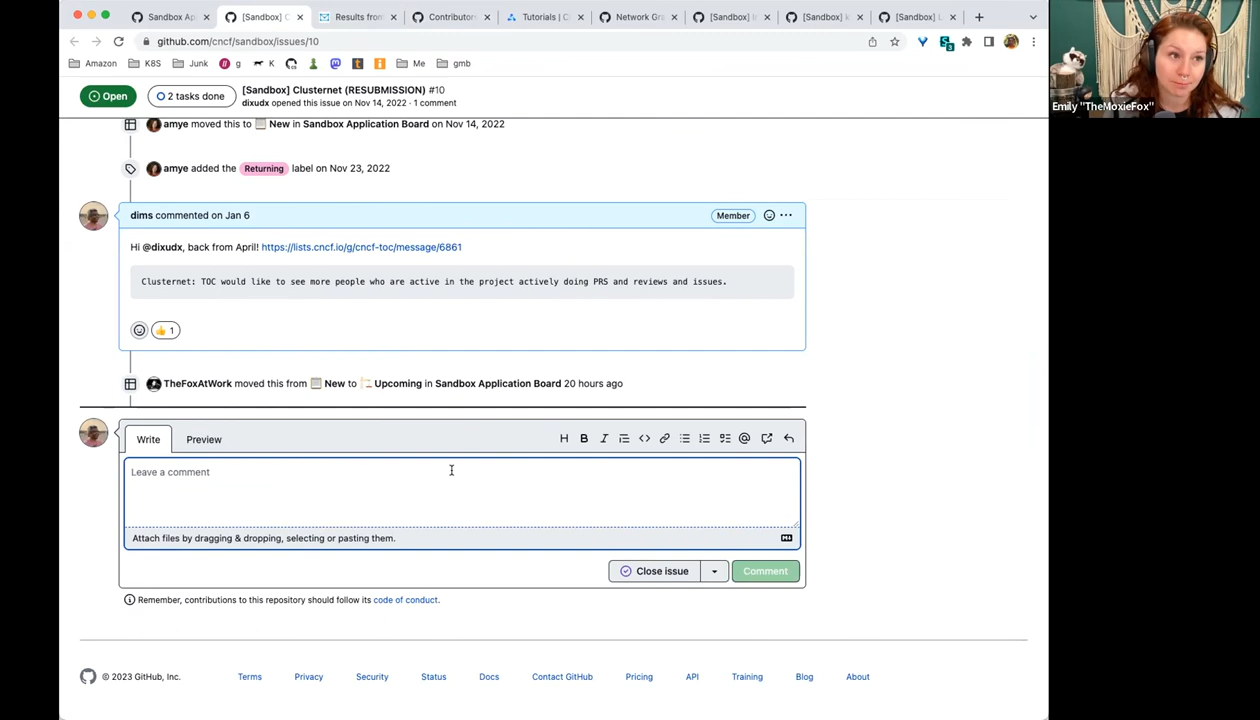 Sandbox Ap
[Sandbox] C
Results from
Contributors
Tutorials | Cl
Network Gra
[Sandbox] I
[Sandbox] k
[Sandbox] L
github.com/cncf/sandbox/issues/10
Amazon K8S Junk g K Me gmb
Open
2 tasks done
[Sandbox] Clusternet (RESUBMISSION) #10
dixudx opened this issue on Nov 14, 2022 · 1 comment
amye moved this to New in Sandbox Application Board on Nov 14, 2022
amye added the Returning label on Nov 23, 2022
dims commented on Jan 6
Member
Hi @dixudx, back from April! https://lists.cncf.io/g/cncf-toc/message/6861
Clusternet: TOC would like to see more people who are active in the project actively doing PRS and reviews and issues.
1
TheFoxAtWork moved this from New to Upcoming in Sandbox Application Board 20 hours ago
Write Preview
Leave a comment
Attach files by dragging & dropping, selecting or pasting them.
Close issue
Comment
Remember, contributions to this repository should follow its code of conduct.
© 2023 GitHub, Inc. Terms Privacy Security Status Docs Contact GitHub Pricing API Training Blog About
Emily "TheMoxieFox"